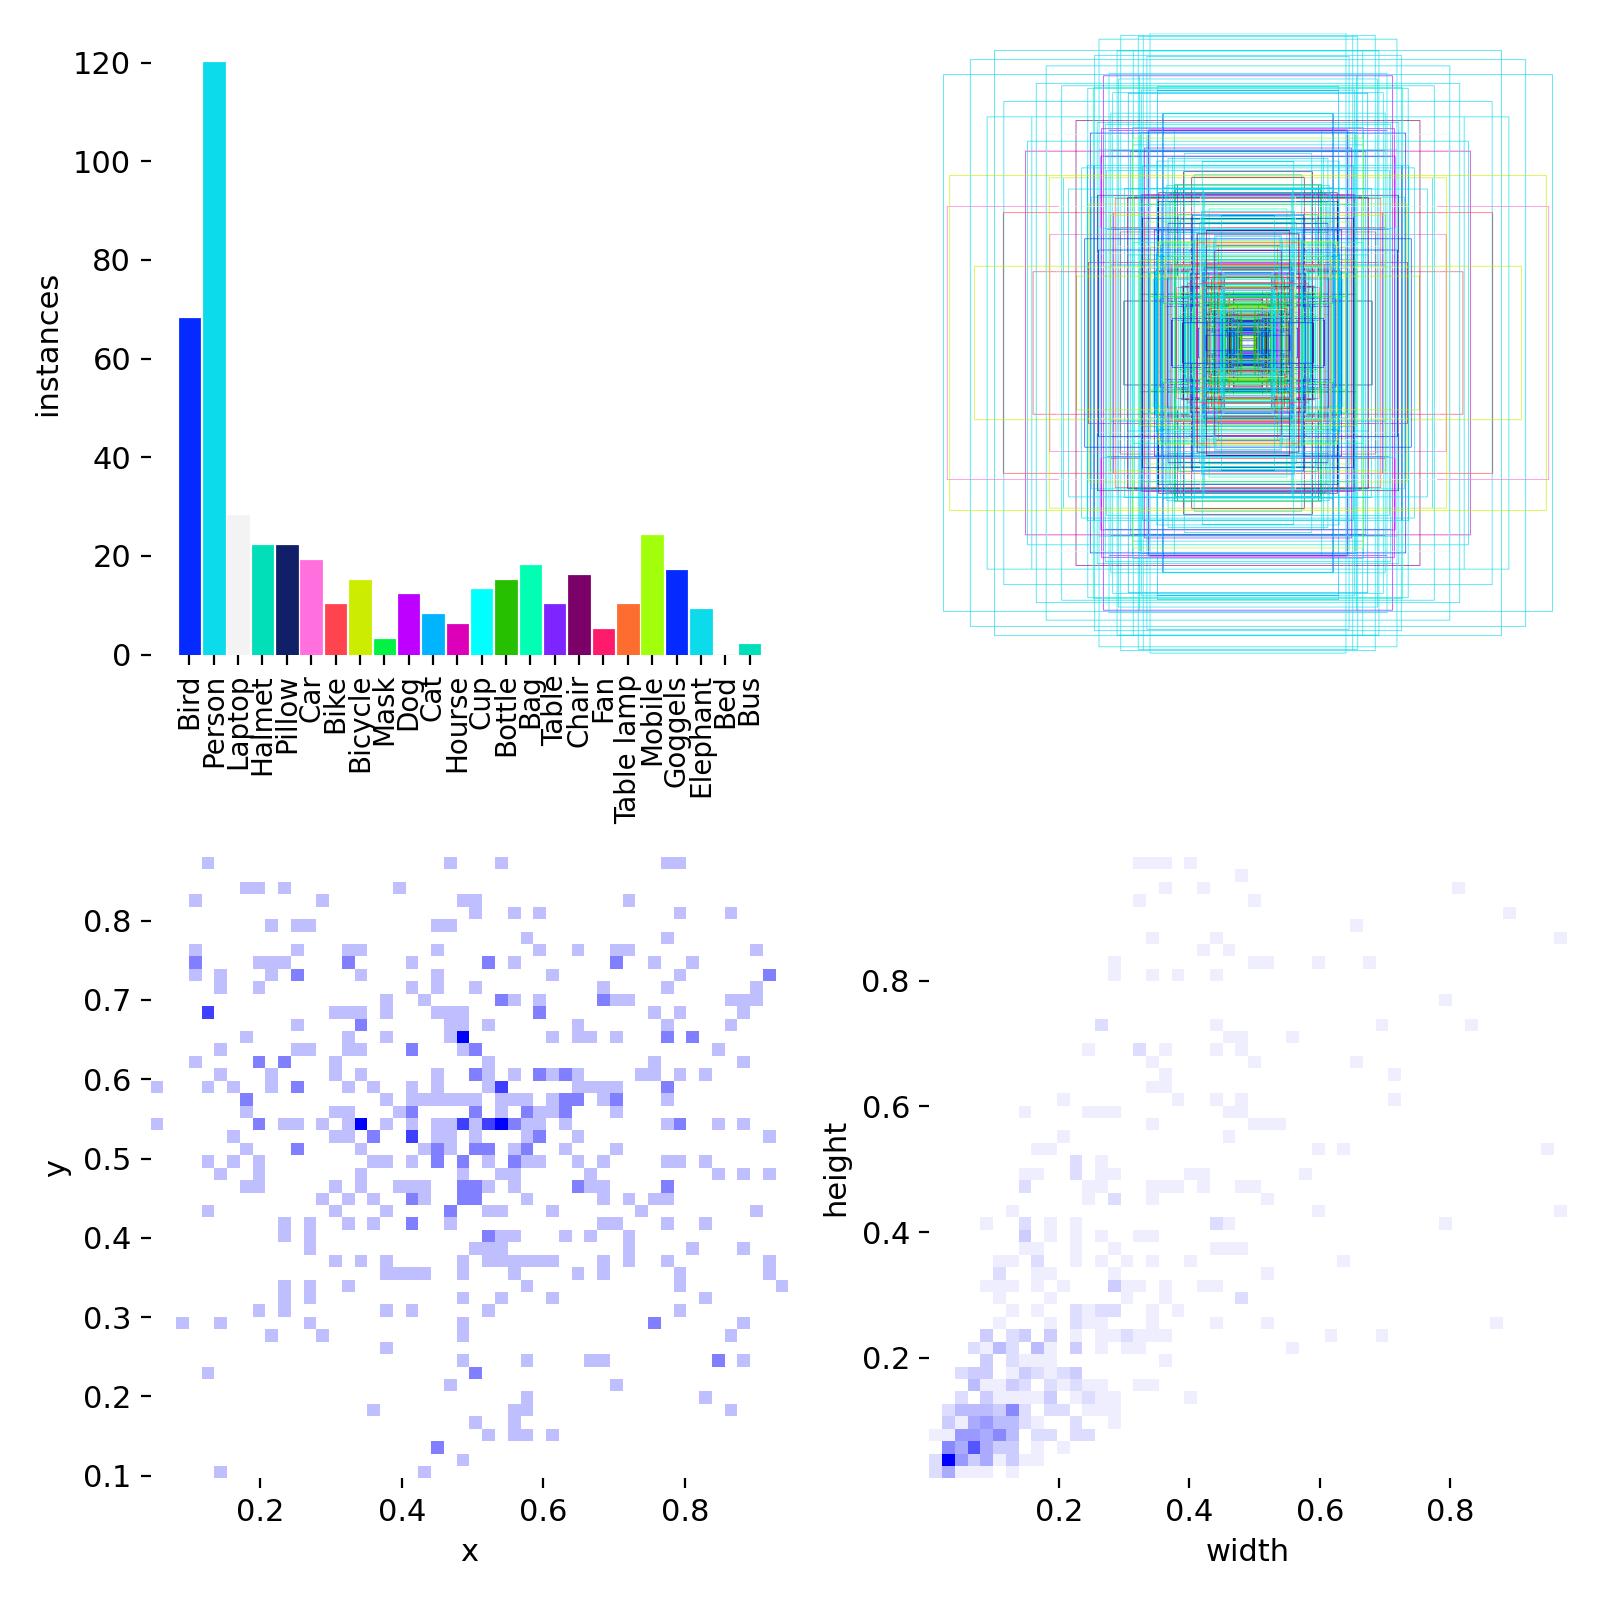 120
100
80
60
40
20
0
instances
Bird
Person
Laptop
Halmet
Pillow
Car
Bike
Bicycle
Mask
Dog
Cat
Hourse
Cup
Bottle
Bag
Table
Chair
Fan
Table lamp
Mobile
Goggels
Elephant
Bed
Bus
0.8
0.7
0.6
0.5
0.4
0.3
0.2
0.1
y
0.2 0.4 0.6 0.8
x
0.8
0.6
0.4
0.2
height
0.2 0.4 0.6 0.8
width